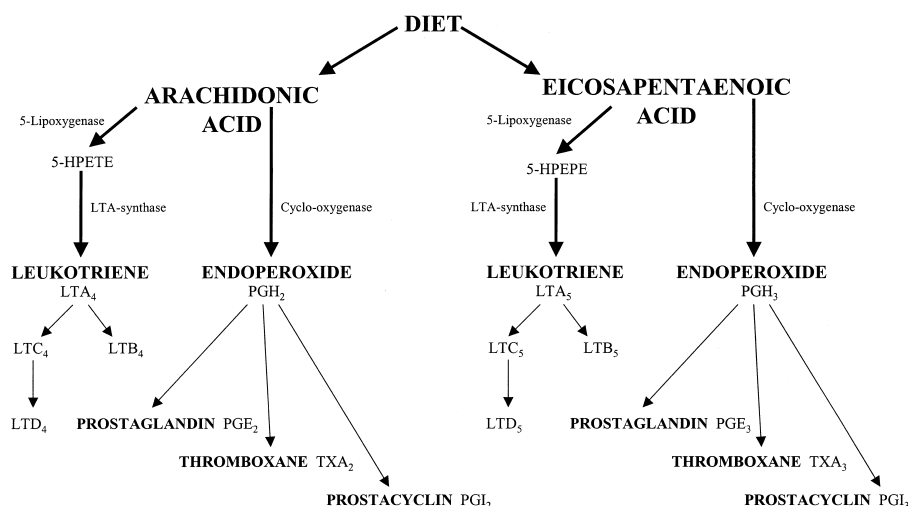 DIET
ARACHIDONIC
ACID
EICOSAPENTAENOIC
ACID
5-Lipoxygenase
5-Lipoxygenase
5-HPETE
5-HPEPE
LTA-synthase
Cyclo-oxygenase
LTA-synthase
Cyclo-oxygenase
LEUKOTRIENE
ENDOPEROXIDE
LEUKOTRIENE
ENDOPEROXIDE
LTA₄
PGH₂
LTA₅
PGH₃
LTC₄
LTB₄
LTC₅
LTB₅
LTD₄
PROSTAGLANDIN PGE₂
LTD₅
PROSTAGLANDIN PGE₃
THROMBOXANE TXA₂
THROMBOXANE TXA₃
PROSTACYCLIN PGI₂
PROSTACYCLIN PGI₃